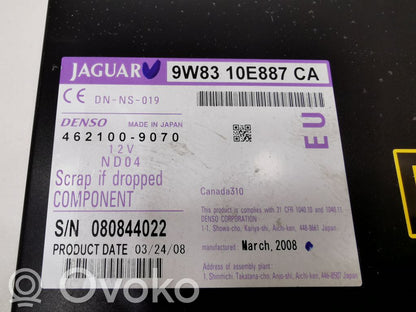 JAGUAR 9W83 10E887 CA
CE DN-NS-019
DENSO MADE IN JAPAN
462100-9070
12V
ND04
EU
Scrap if dropped
COMPONENT
Canada310
This product is complies with 21 CFR 1040.10 and 1040.11
DENSO CORPORATION
1-1, Showa-cho, Kariya-shi, Aichi-ken, 448-8661 Japan
S/N 080844022
manufactured: March, 2008
PRODUCT DATE 03/24/08
Address :
1, Shinmichi, Takatana-cho, Anjo-shi, Aichi-ken, 446-8507 Japan
Ovoko